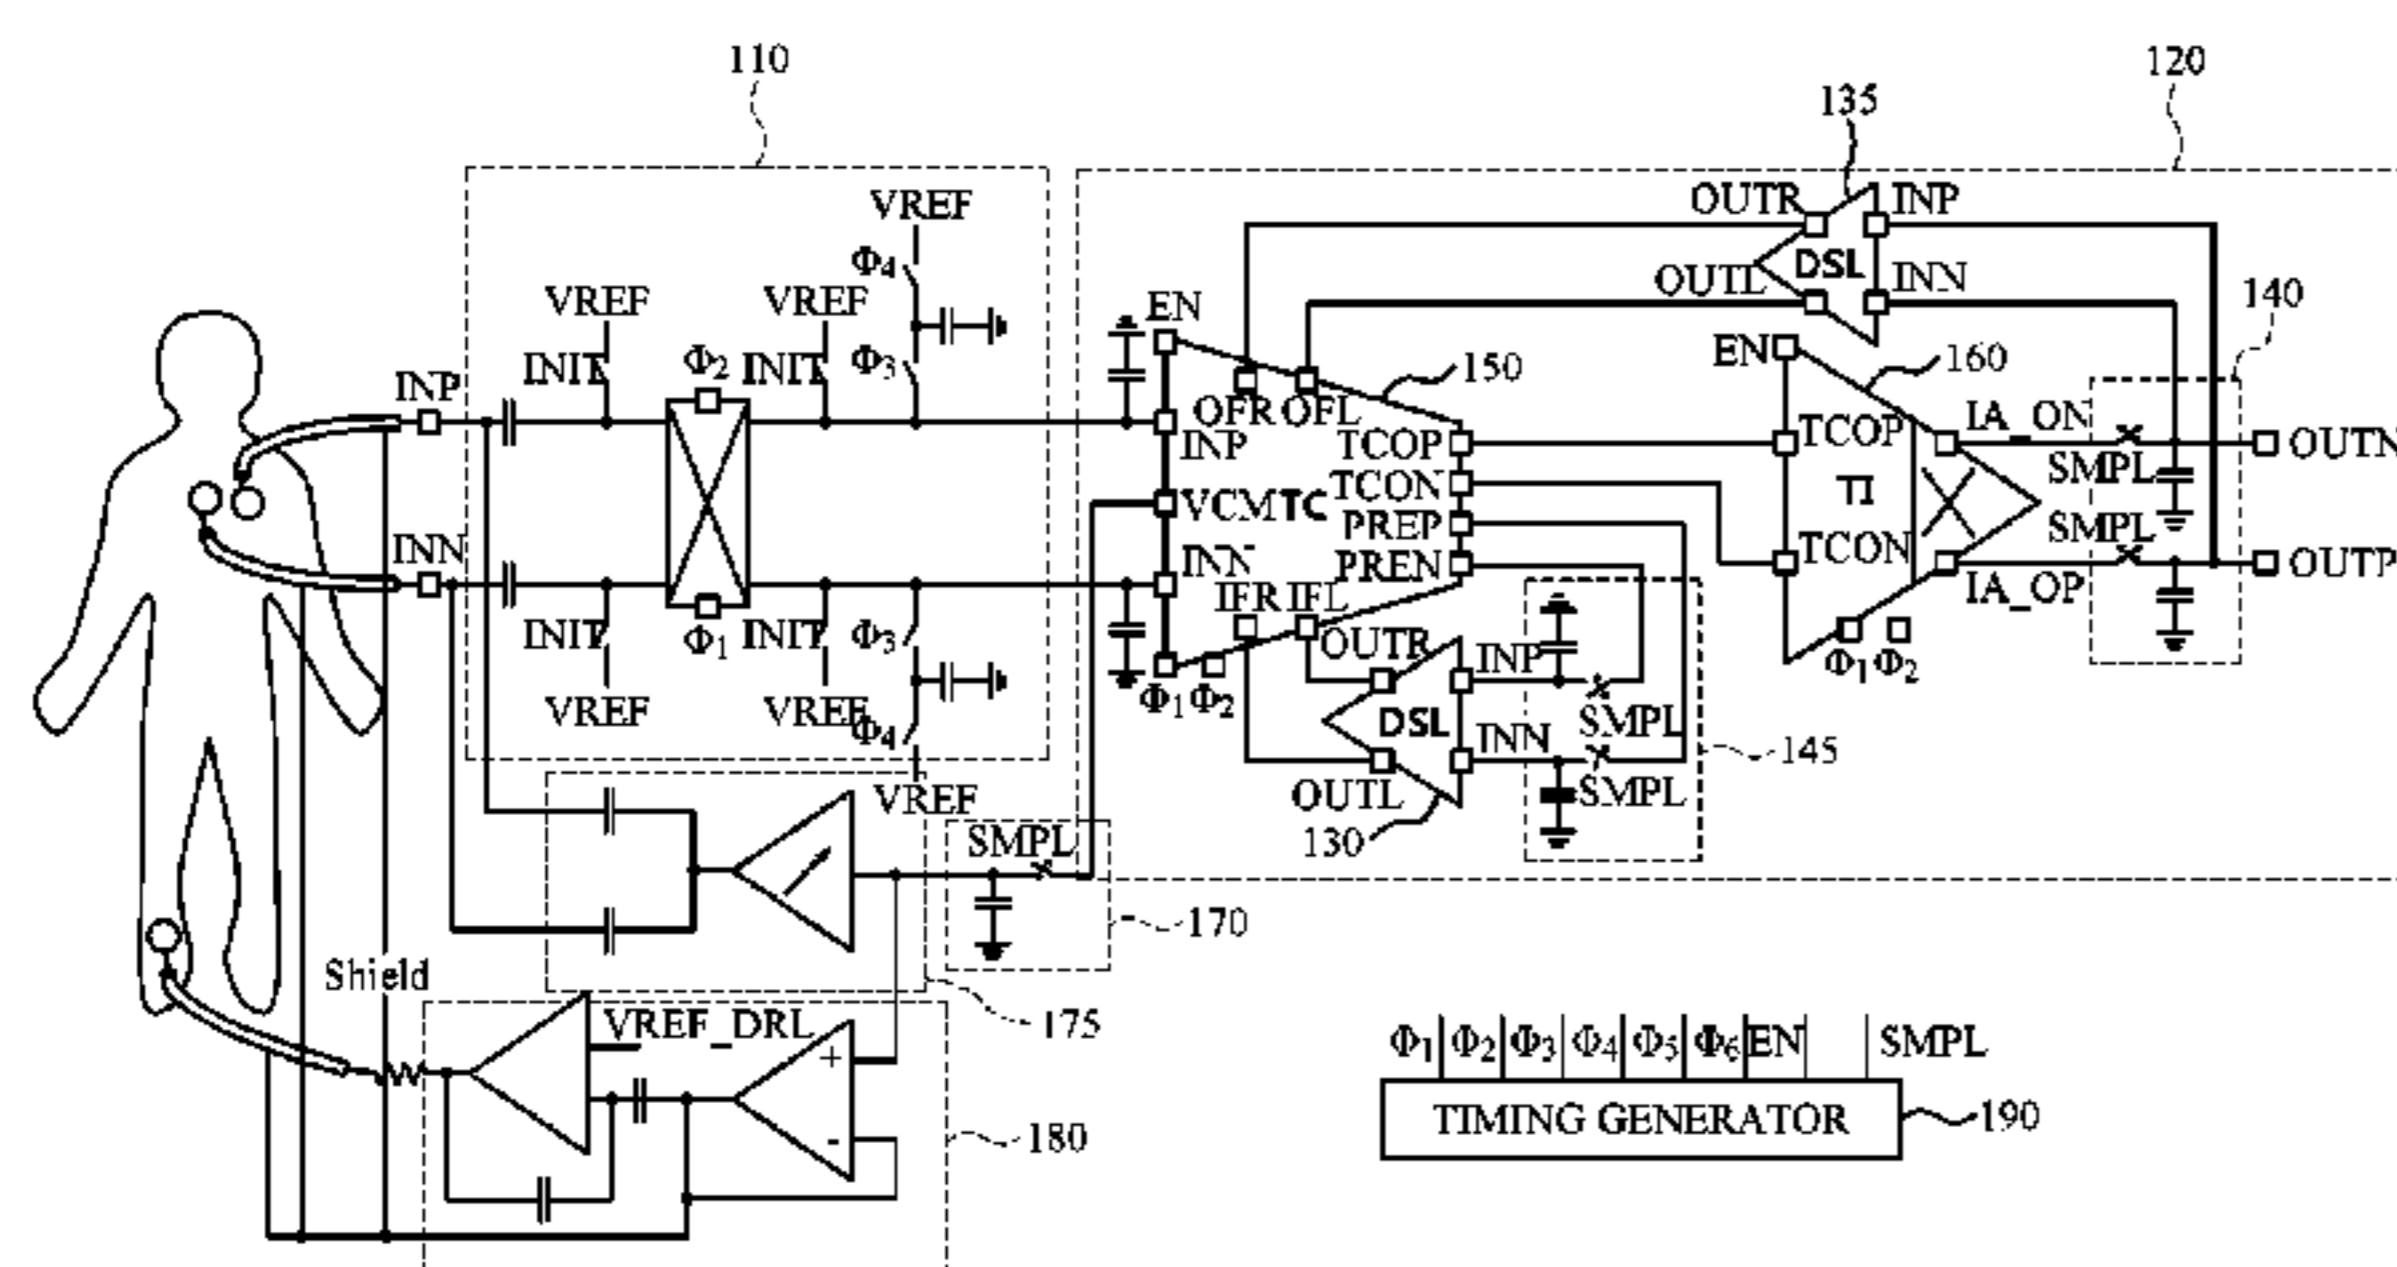 110
120
135
VREF
OUTR
INP
Φ4
DSL
VREF
VREF
OUTL
INN
140
EN
INIT
Φ2
INIT
Φ3
EN
160
150
INP
OFR
OFL
IA_ON
INP
TCOP
TCOP
OUTN
SMPL
TCON
TI
VCM
TC
PREP
SMPL
INN
INN
PREN
TCON
OUTP
IFR
IFL
IA_OP
INIT
Φ1
INIT
Φ3
OUTR
INP
Φ1
Φ2
Φ1
Φ2
VREF
VREF
Φ4
DSL
SMPL
INN
145
VREF
OUTL
SMPL
SMPL
130
170
Shield
175
VREF_DRL
+
Φ1
Φ2
Φ3
Φ4
Φ5
Φ6
EN
SMPL
TIMING GENERATOR
190
-
180